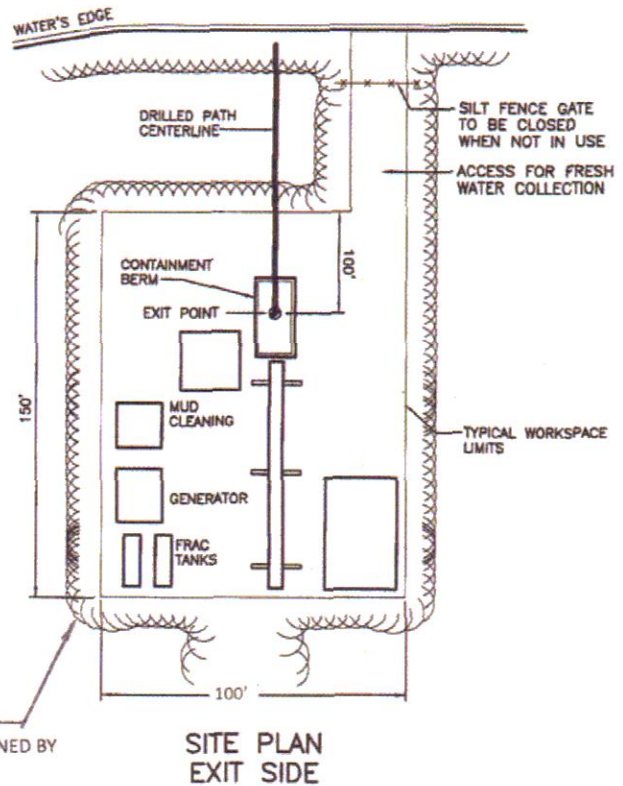 WATER'S EDGE
DRILLED PATH
CENTERLINE
SILT FENCE GATE
TO BE CLOSED
WHEN NOT IN USE
ACCESS FOR FRESH
WATER COLLECTION
100'
CONTAINMENT
BERM
EXIT POINT
150'
MUD
CLEANING
TYPICAL WORKSPACE
LIMITS
GENERATOR
FRAC
TANKS
100'
NED BY
SITE PLAN
EXIT SIDE